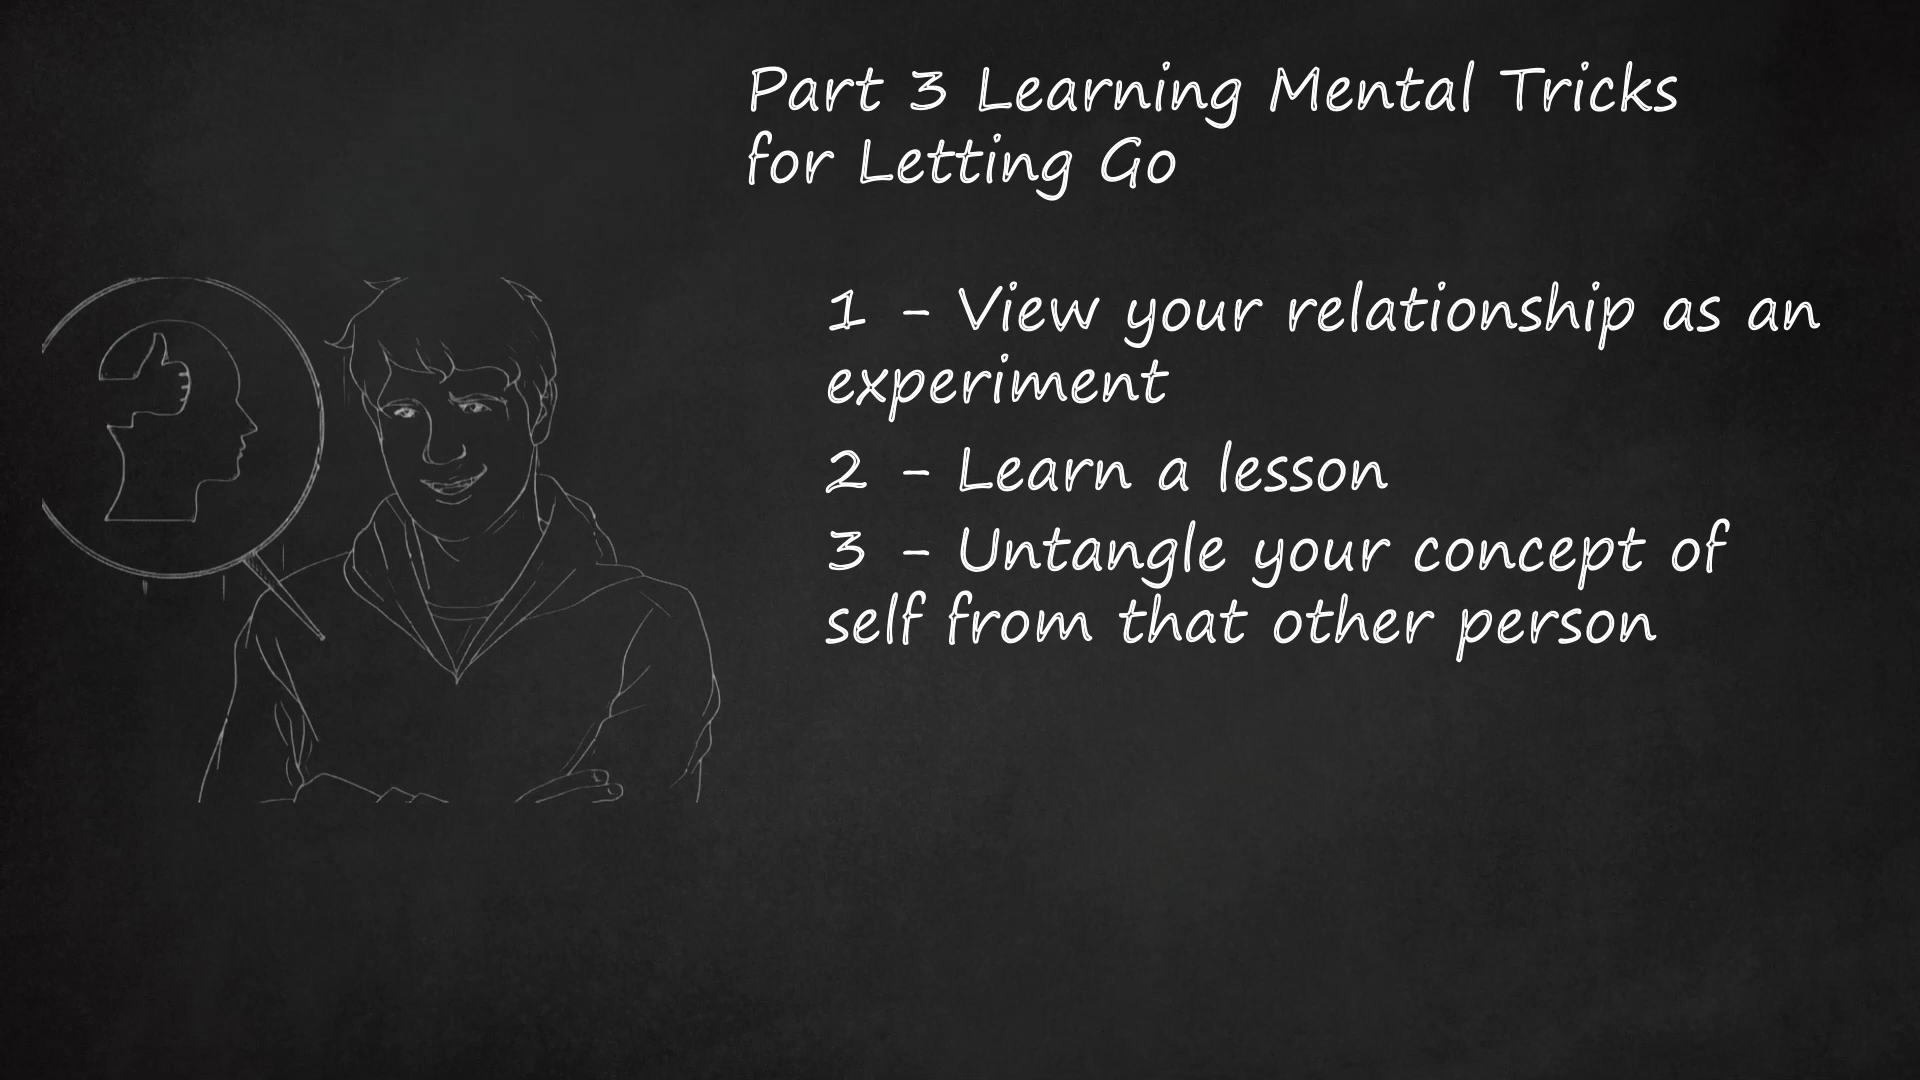 Part 3 Learning Mental Tricks
for Letting Go
1 - View your relationship as an
experiment
2 - Learn a lesson
3 - Untangle your concept of
self from that other person